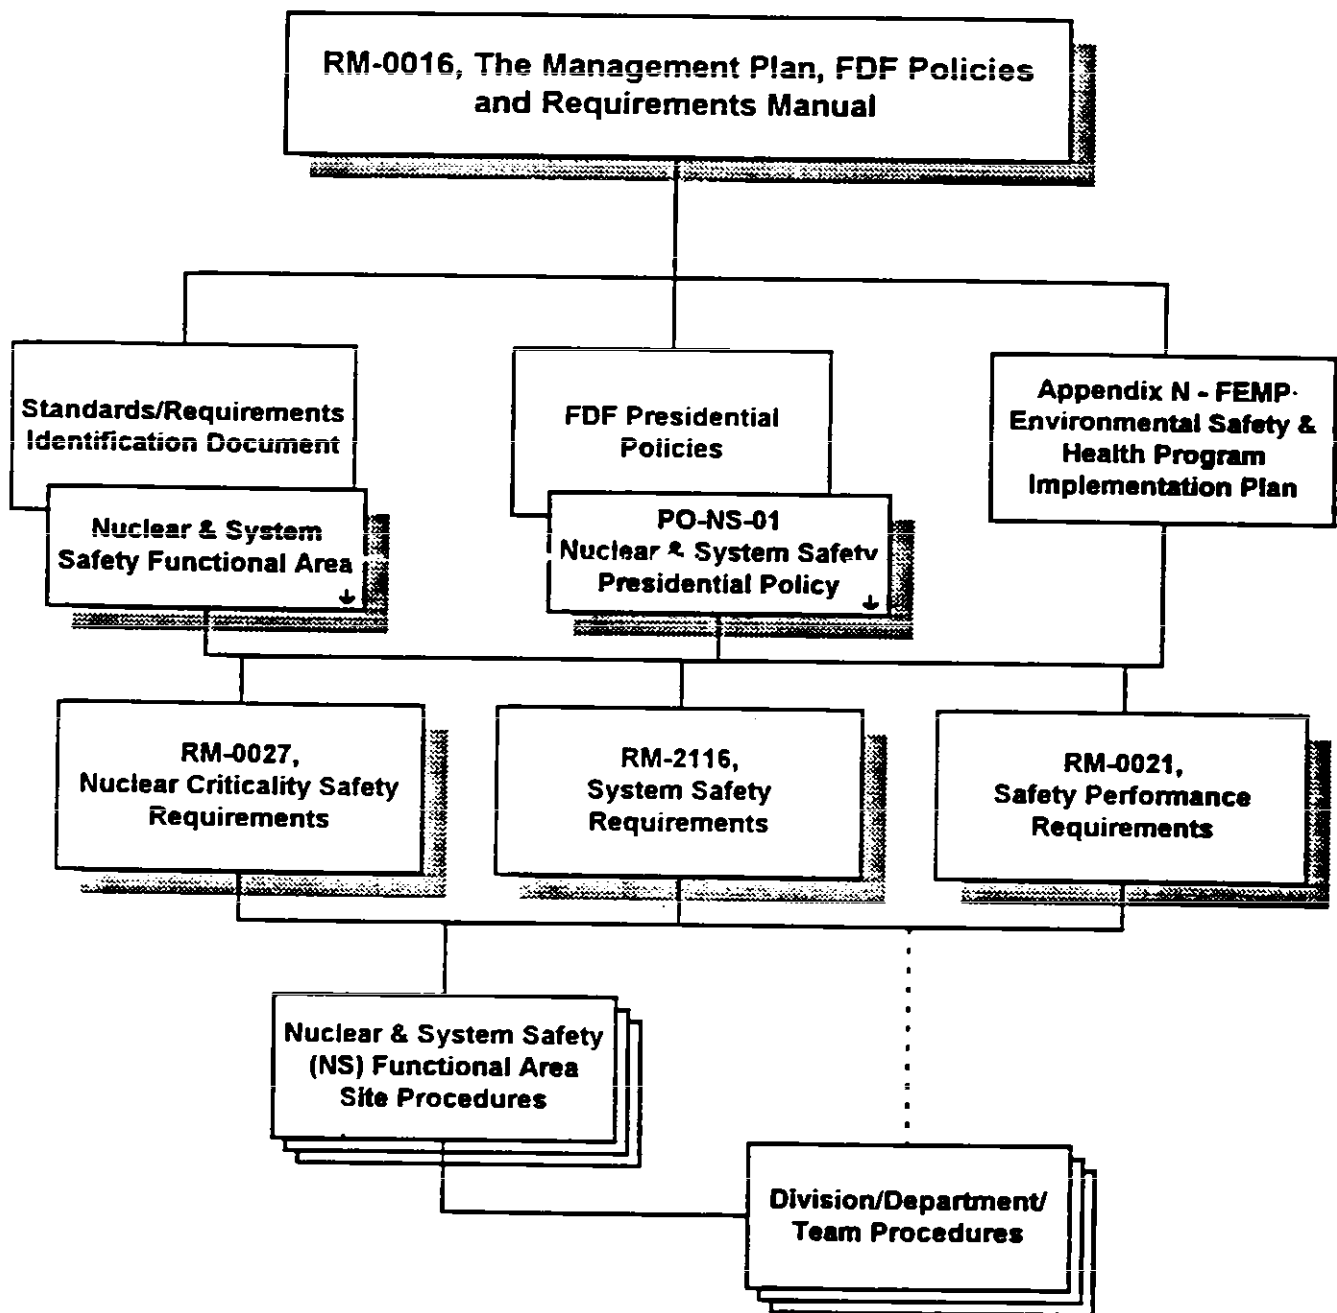 RM-0016, The Management Plan, FDF Policies
and Requirements Manual
Standards/Requirements
Identification Document
FDF Presidential
Policies
Appendix N - FEMP
Environmental Safety &
Health Program
Implementation Plan
Nuclear & System
Safety Functional Area
PO-NS-01
Nuclear & System Safety
Presidential Policy
RM-0027,
Nuclear Criticality Safety
Requirements
RM-2116,
System Safety
Requirements
RM-0021,
Safety Performance
Requirements
Nuclear & System Safety
(NS) Functional Area
Site Procedures
Division/Department/
Team Procedures